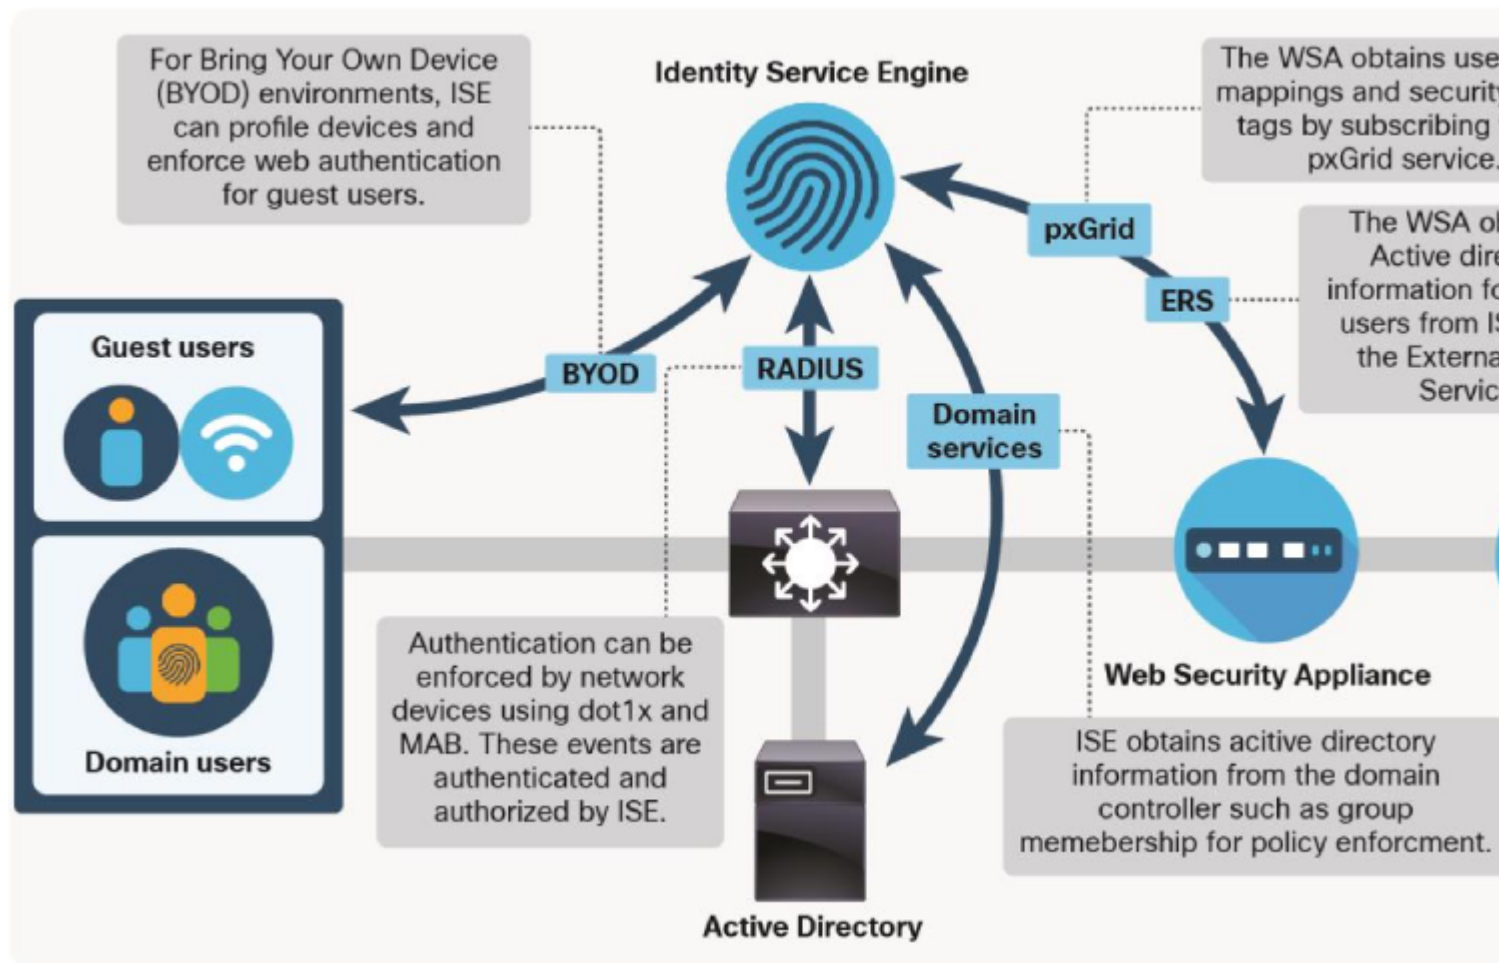 For Bring Your Own Device
(BYOD) environments, ISE
can profile devices and
enforce web authentication
for guest users.
Identity Service Engine
The WSA obtains use
mappings and security
tags by subscribing
pxGrid service.
pxGrid
The WSA ob
Active dire
information fo
users from IS
the Externa
Servic
ERS
Guest users
BYOD
RADIUS
Domain
services
Domain users
Authentication can be
enforced by network
devices using dot1x and
MAB. These events are
authenticated and
authorized by ISE.
Web Security Appliance
ISE obtains acitive directory
information from the domain
controller such as group
memebership for policy enforcment.
Active Directory